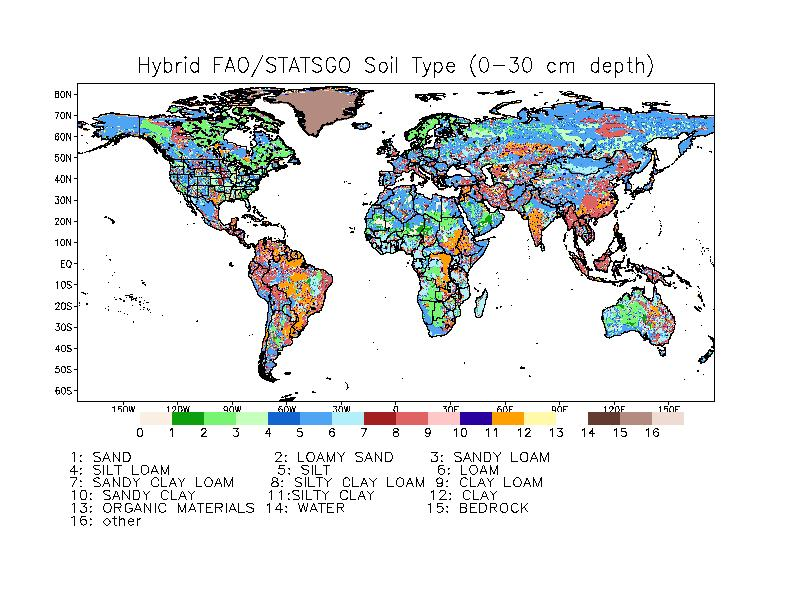 Hybrid FAO/STATSGO Soil Type (0-30 cm depth)
80N
70N
60N
50N
40N
30N
20N
10N
EQ
10S
20S
30S
40S
50S
60S
150W 120W 90W 60W 30W 0 30E 60E 90E 120E 150E
0 1 2 3 4 5 6 7 8 9 10 11 12 13 14 15 16
1: SAND 2: LOAMY SAND 3: SANDY LOAM
4: SILT LOAM 5: SILT 6: LOAM
7: SANDY CLAY LOAM 8: SILTY CLAY LOAM 9: CLAY LOAM
10: SANDY CLAY 11:SILTY CLAY 12: CLAY
13: ORGANIC MATERIALS 14: WATER 15: BEDROCK
16: other